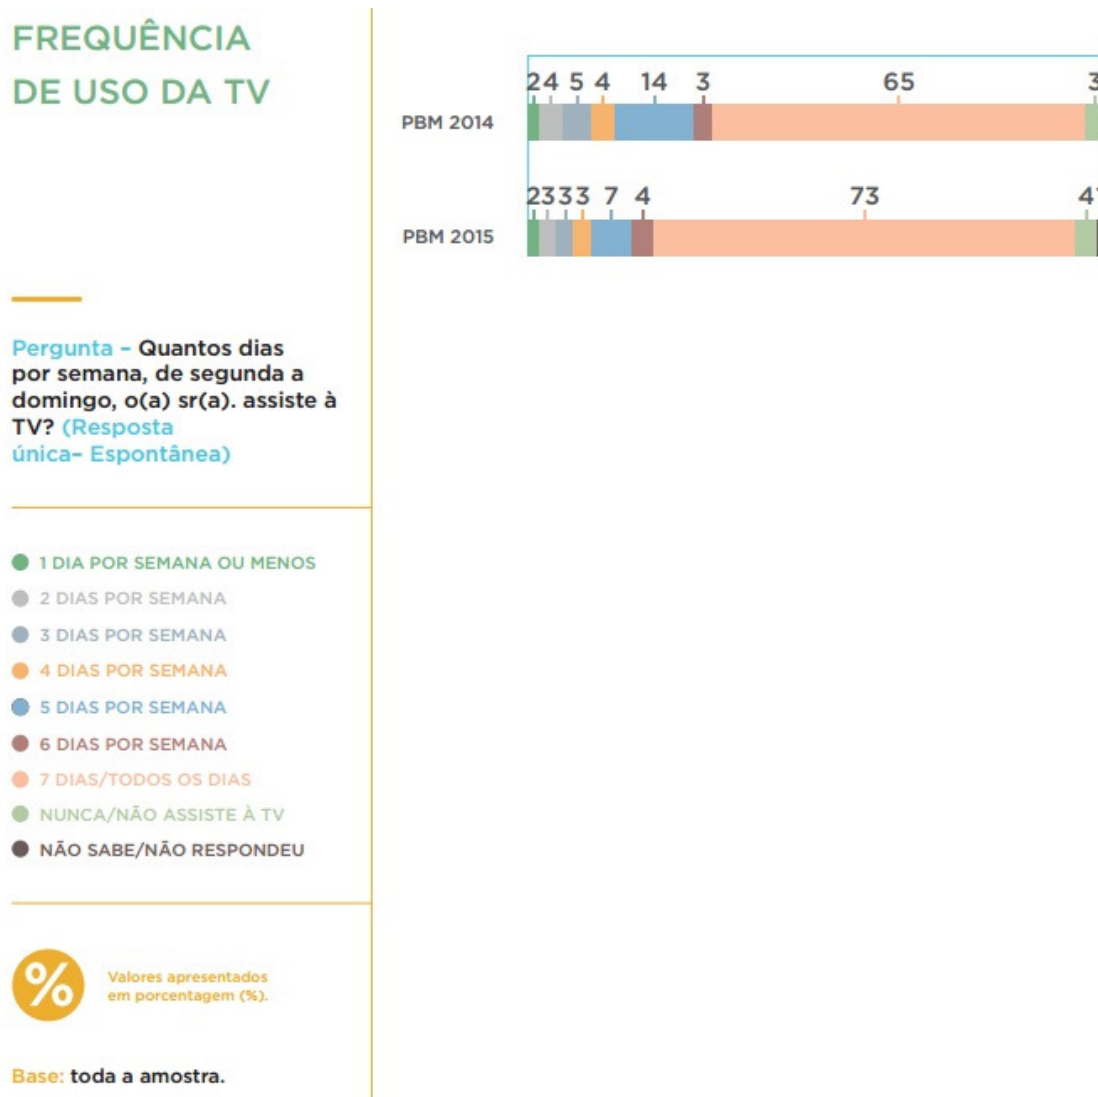 FREQUÊNCIA
DE USO DA TV
Pergunta – Quantos dias
por semana, de segunda a
domingo, o(a) sr(a). assiste à
TV? (Resposta
única– Espontânea)
1 DIA POR SEMANA OU MENOS
2 DIAS POR SEMANA
3 DIAS POR SEMANA
4 DIAS POR SEMANA
5 DIAS POR SEMANA
6 DIAS POR SEMANA
7 DIAS/TODOS OS DIAS
NUNCA/NÃO ASSISTE À TV
NÃO SABE/NÃO RESPONDEU
%
Valores apresentados
em porcentagem (%).
Base: toda a amostra.
2 4 5 4 14 3 65 3
PBM 2014
2 3 3 3 7 4 73 4
PBM 2015